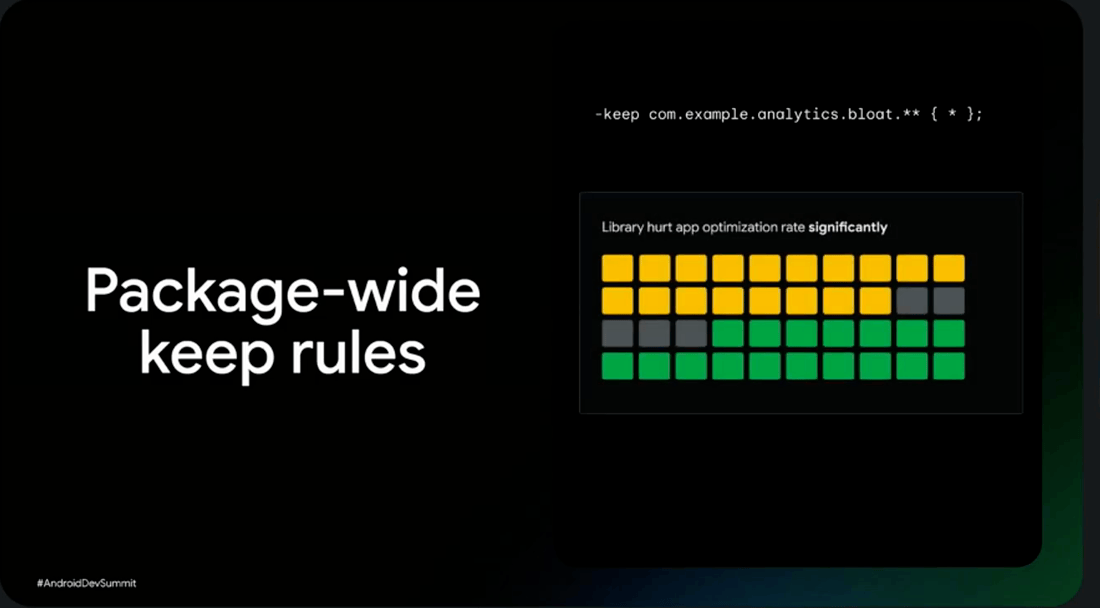 -keep com.example.analytics.bloat.** { * };
Library hurt app optimization rate significantly
Package-wide
keep rules
#AndroidDevSummit